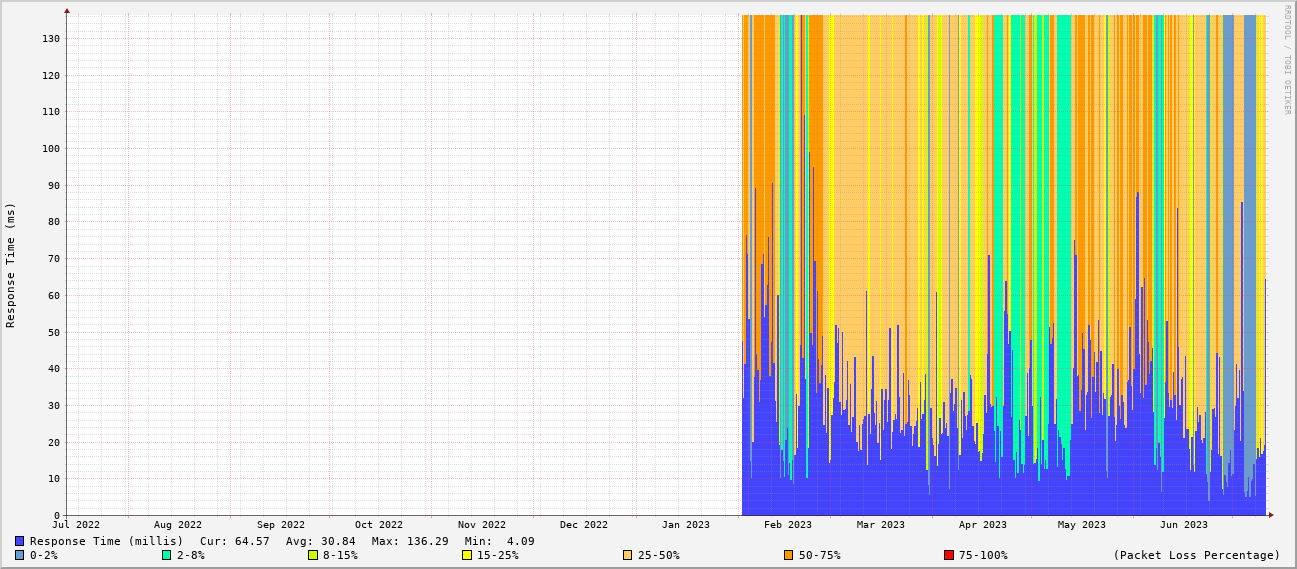 RRDTOOL / TOBI OETIKER
Response Time (ms)
130
120
110
100
90
80
70
60
50
40
30
20
10
0
Jul 2022 Aug 2022 Sep 2022 Oct 2022 Nov 2022 Dec 2022 Jan 2023 Feb 2023 Mar 2023 Apr 2023 May 2023 Jun 2023
Response Time (millis) Cur: 64.57 Avg: 30.84 Max: 136.29 Min: 4.09
0-2% 2-8% 8-15% 15-25% 25-50% 50-75% 75-100% (Packet Loss Percentage)